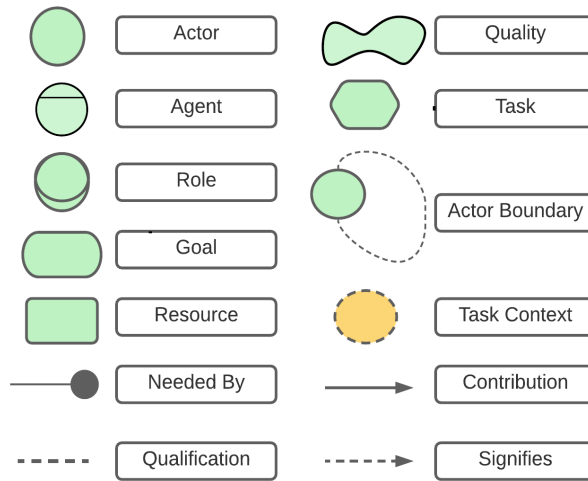 Actor
Quality
Agent
Task
Role
Actor Boundary
Goal
Resource
Task Context
Needed By
Contribution
Qualification
Signifies